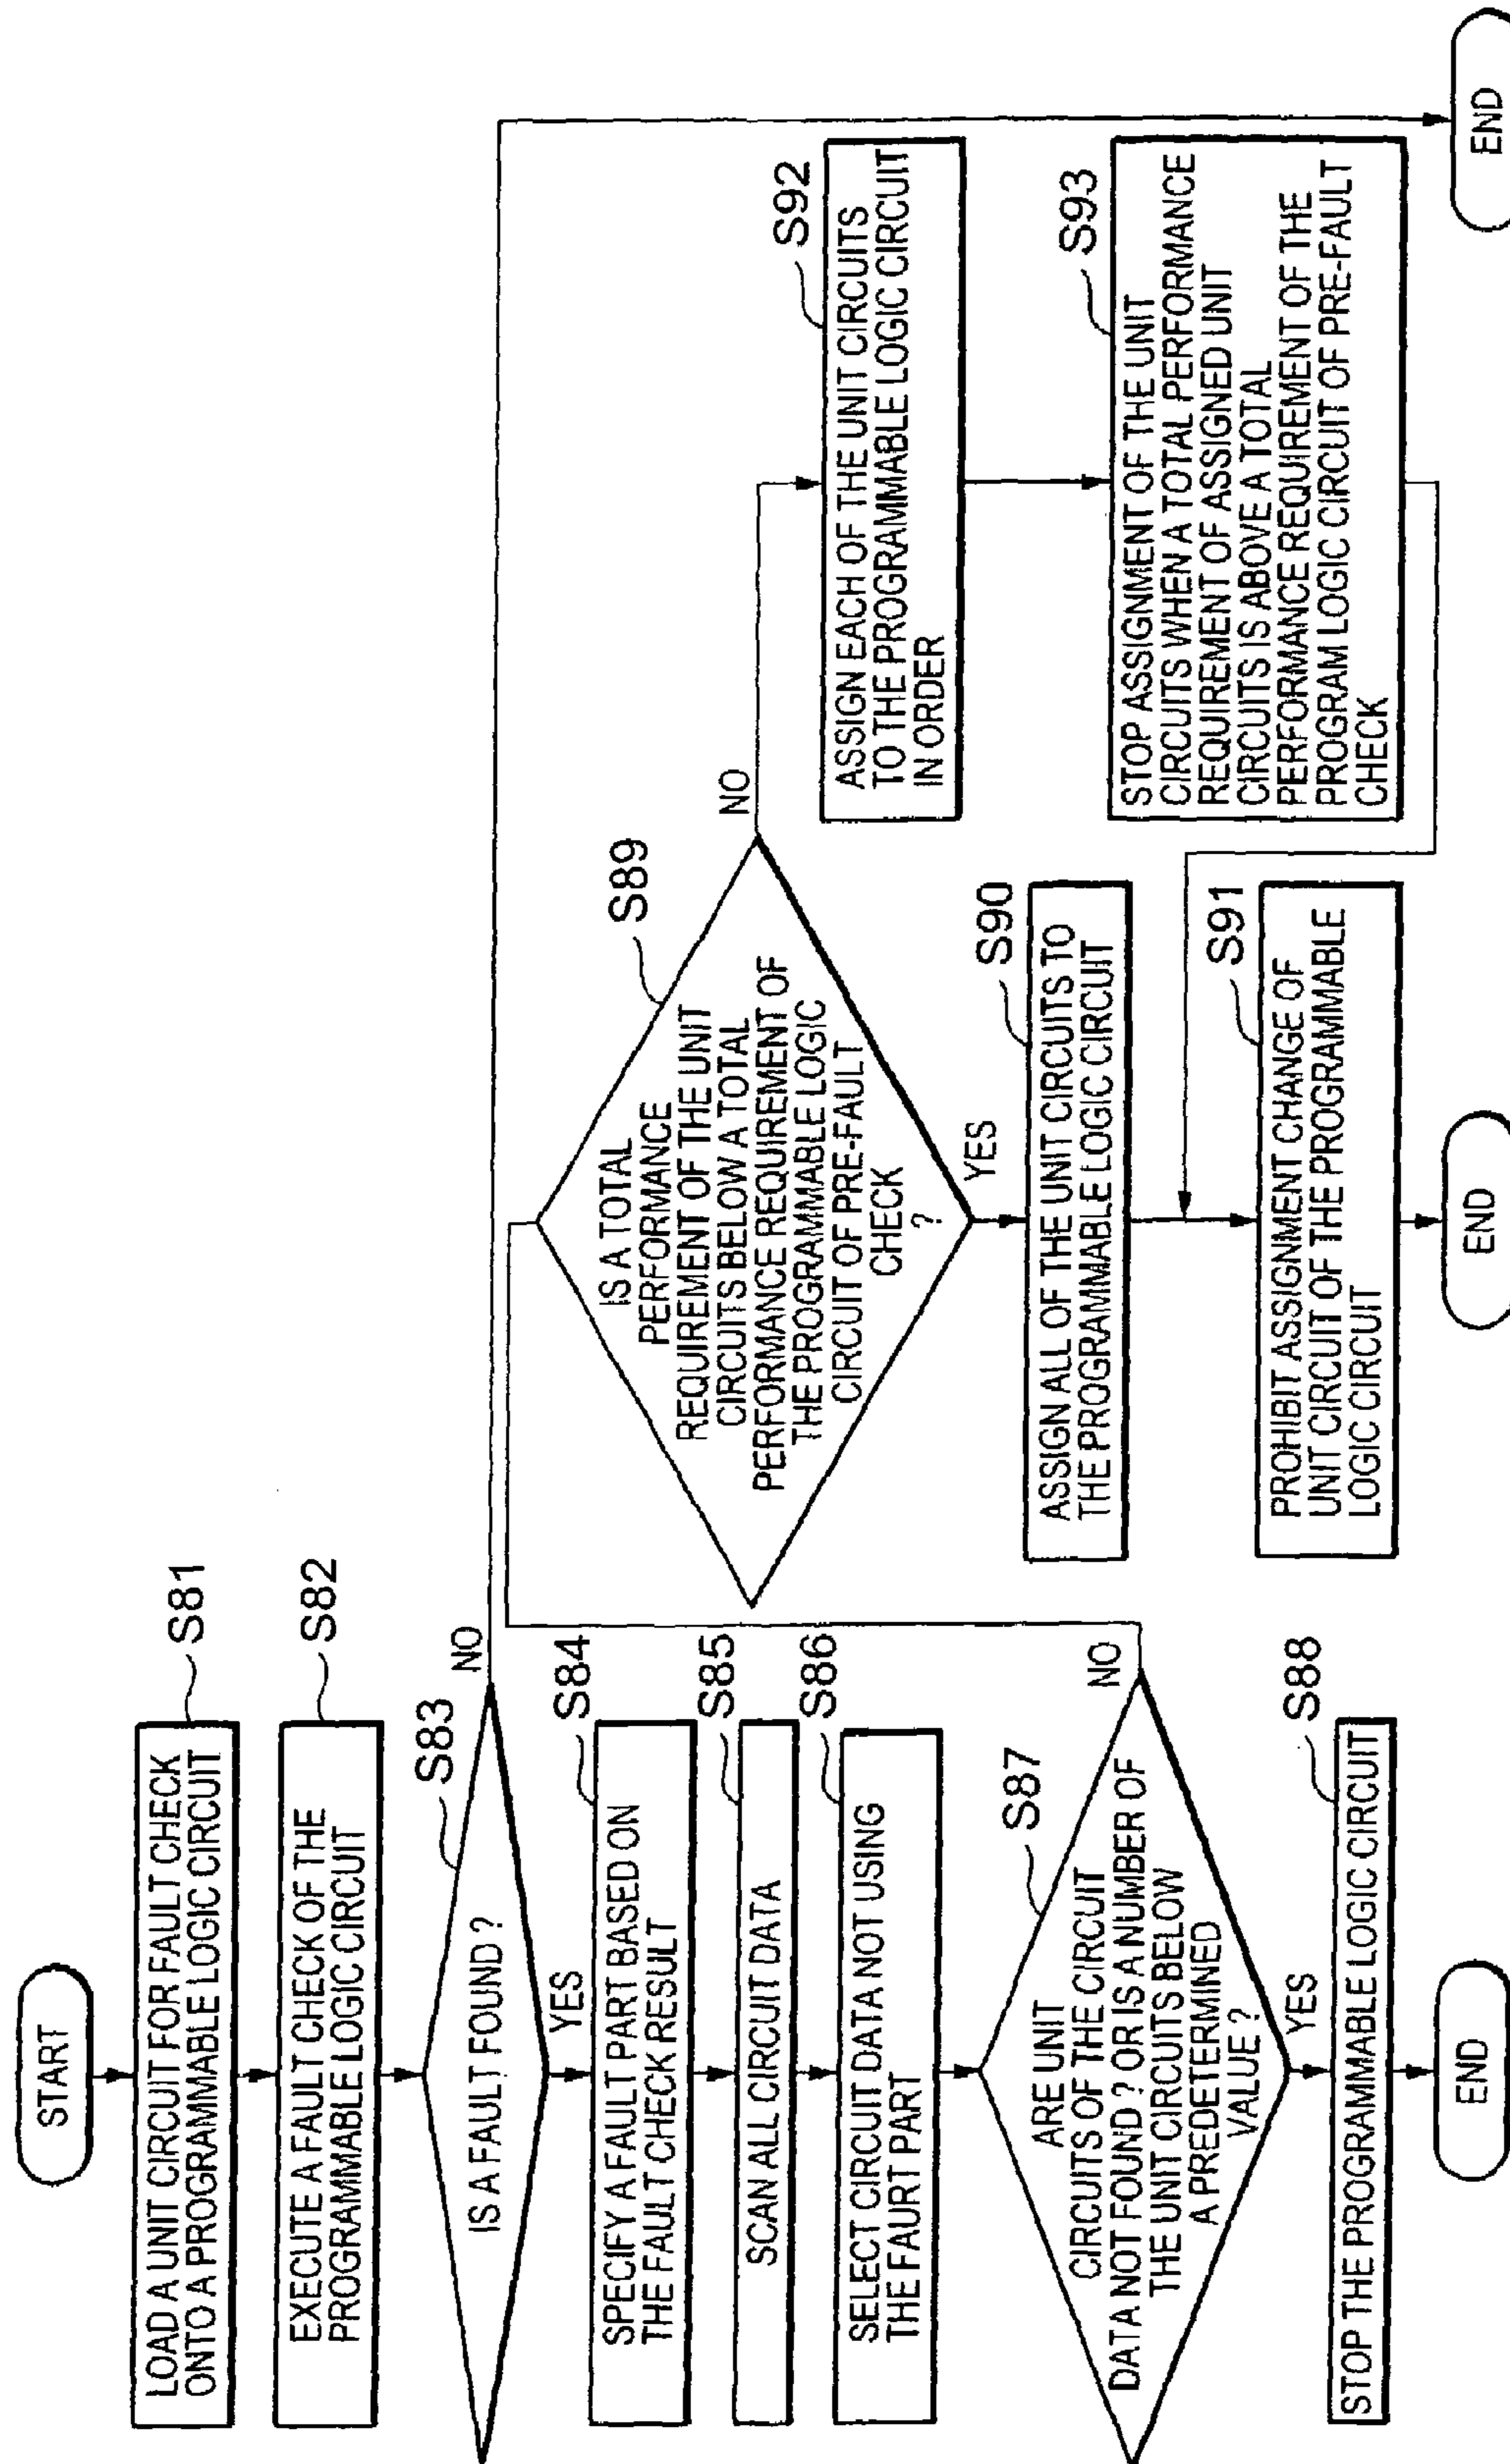 START
LOAD A UNIT CIRCUIT FOR FAULT CHECK
ONTO A PROGRAMMABLE LOGIC CIRCUIT
S81
EXECUTE A FAULT CHECK OF THE
PROGRAMMABLE LOGIC CIRCUIT
S82
IS A FAULT FOUND ?
S83
NO
YES
SPECIFY A FAULT PART BASED ON
THE FAULT CHECK RESULT
S84
SCAN ALL CIRCUIT DATA
S85
SELECT CIRCUIT DATA NOT USING
THE FAURT PART
S86
ARE UNIT
CIRCUITS OF THE CIRCUIT
DATA NOT FOUND ? OR IS A NUMBER OF
THE UNIT CIRCUITS BELOW
A PREDETERMINED
VALUE ?
S87
NO
YES
STOP THE PROGRAMMABLE LOGIC CIRCUIT
S88
END
IS A TOTAL
PERFORMANCE
REQUIREMENT OF THE UNIT
CIRCUITS BELOW A TOTAL
PERFORMANCE REQUIREMENT OF
THE PROGRAMMABLE LOGIC
CIRCUIT OF PRE-FAULT
CHECK
?
S89
NO
YES
ASSIGN ALL OF THE UNIT CIRCUITS TO
THE PROGRAMMABLE LOGIC CIRCUIT
S90
PROHIBIT ASSIGNMENT CHANGE OF
UNIT CIRCUIT OF THE PROGRAMMABLE
LOGIC CIRCUIT
S91
END
ASSIGN EACH OF THE UNIT CIRCUITS
TO THE PROGRAMMABLE LOGIC CIRCUIT
IN ORDER
S92
STOP ASSIGNMENT OF THE UNIT
CIRCUITS WHEN A TOTAL PERFORMANCE
REQUIREMENT OF ASSIGNED UNIT
CIRCUITS IS ABOVE A TOTAL
PERFORMANCE REQUIREMENT OF THE
PROGRAM LOGIC CIRCUIT OF PRE-FAULT
CHECK
S93
END